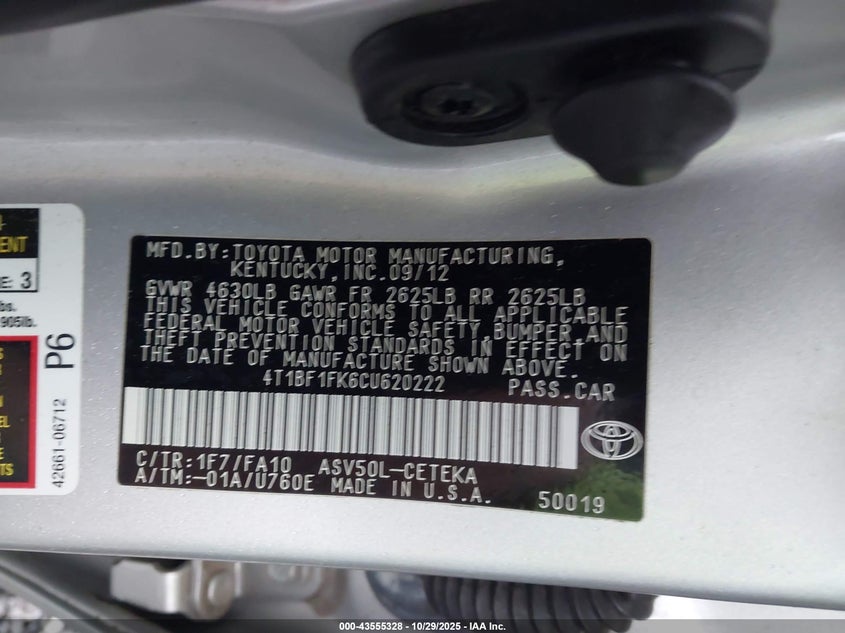 MFD.BY:TOYOTA MOTOR MANUFACTURING,
KENTUCKY,INC.09/12
GVWR 4630LB GAWR FR 2625LB RR 2625LB
THIS VEHICLE CONFORMS TO ALL APPLICABLE
FEDERAL MOTOR VEHICLE SAFETY,BUMPER AND
THEFT PREVENTION STANDARDS IN EFFECT ON
THE DATE OF MANUFACTURE SHOWN ABOVE.
4T1BF1FK6CU620222 PASS.CAR
C/TR:1F7/FA10 ASV50L-CETEKA
A/TM:-01A/U760E MADE IN U.S.A. 50019
E: 3
bs.
905lb.
P6
42661-06712
000-43555328 - 10/29/2025 - IAA Inc.